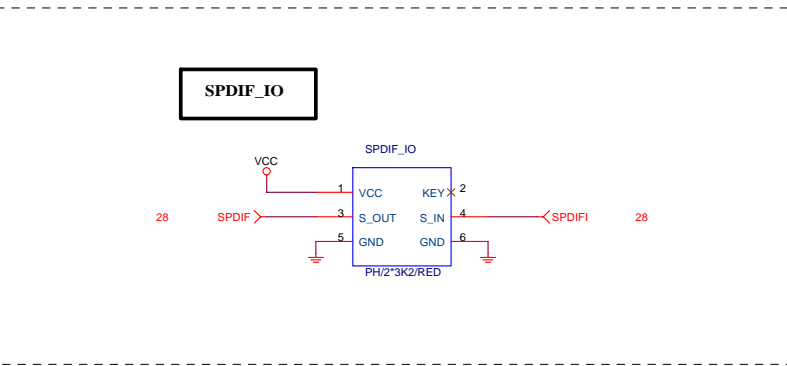 SPDIF_IO
SPDIF_IO
VCC
1 VCC KEY 2
28 SPDIF 3 S_OUT S_IN 4 SPDIFI 28
5 GND GND 6
PH/2*3K2/RED